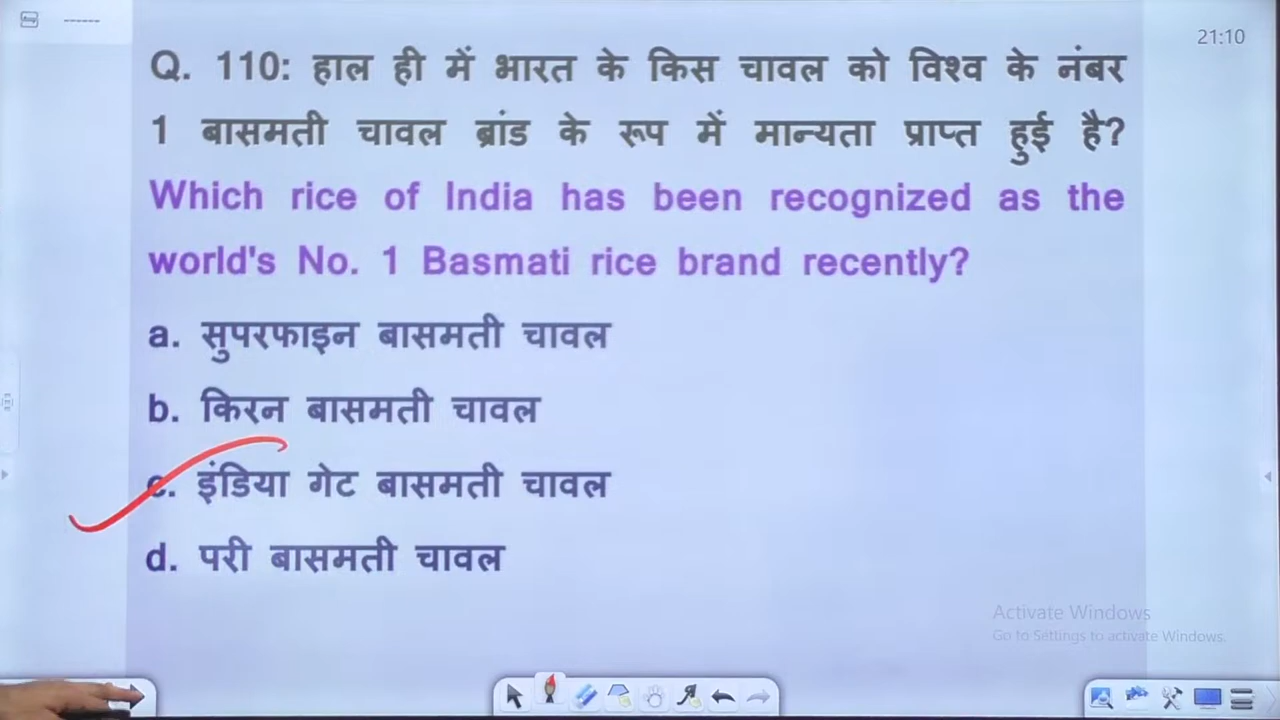 21:10
Q. 110: हाल ही में भारत के किस चावल को विश्व के नंबर
1 बासमती चावल ब्रांड के रूप में मान्यता प्राप्त हुई है?
Which rice of India has been recognized as the
world's No. 1 Basmati rice brand recently?
a. सुपरफाइन बासमती चावल
b. किरन बासमती चावल
c. इंडिया गेट बासमती चावल
d. परी बासमती चावल
Activate Windows
Go to Settings to activate Windows.